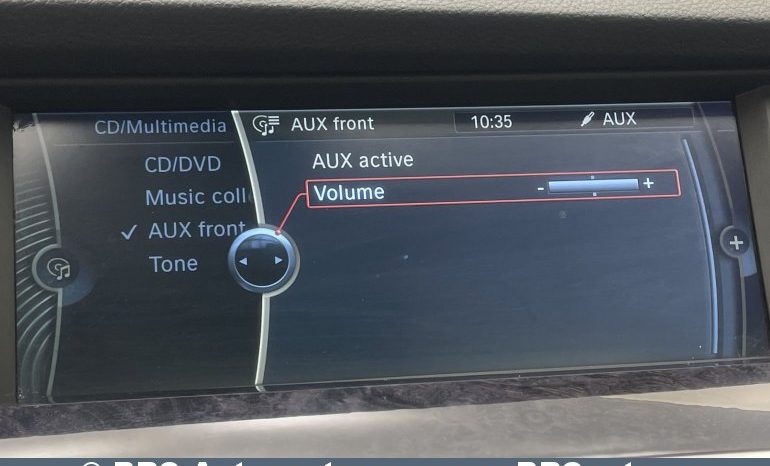 CD/Multimedia
AUX front
10:35
AUX
CD/DVD
Music coll
✓ AUX front
Tone
AUX active
Volume
- +
+